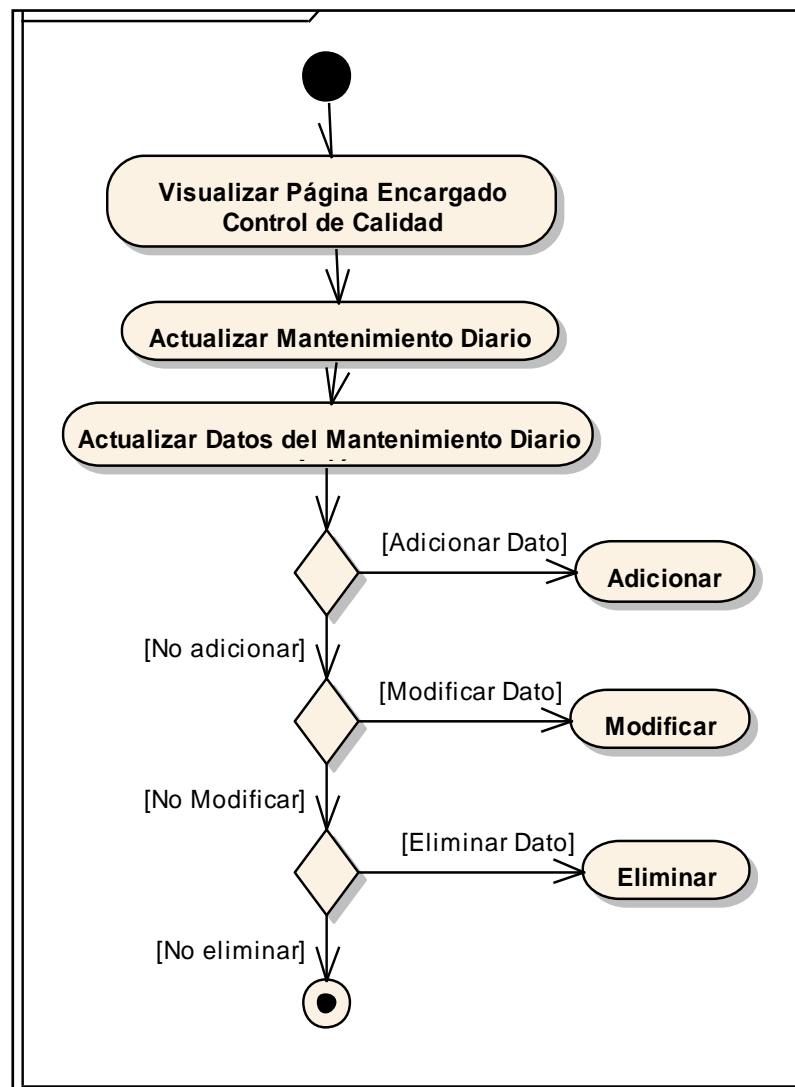 Visualizar Página Encargado
Control de Calidad
Actualizar Mantenimiento Diario
Actualizar Datos del Mantenimiento Diario
[Adicionar Dato]
Adicionar
[No adicionar]
[Modificar Dato]
Modificar
[No Modificar]
[Eliminar Dato]
Eliminar
[No eliminar]